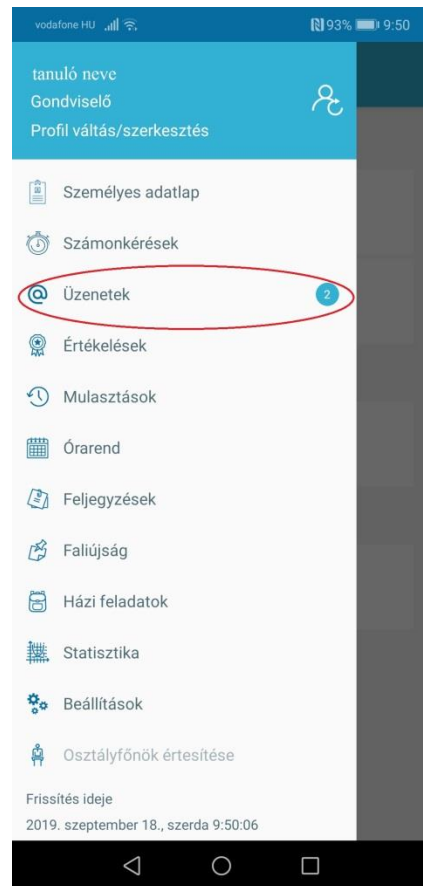 vodafone HU 93% 9:50
tanuló neve
Gondviselő
Profil váltás/szerkesztés
Személyes adatlap
Számonkérések
Üzenetek 2
Értékelések
Mulasztások
Órarend
Feljegyzések
Faliújság
Házi feladatok
Statisztika
Beállítások
Osztályfőnök értesítése
Frissítés ideje
2019. szeptember 18., szerda 9:50:06